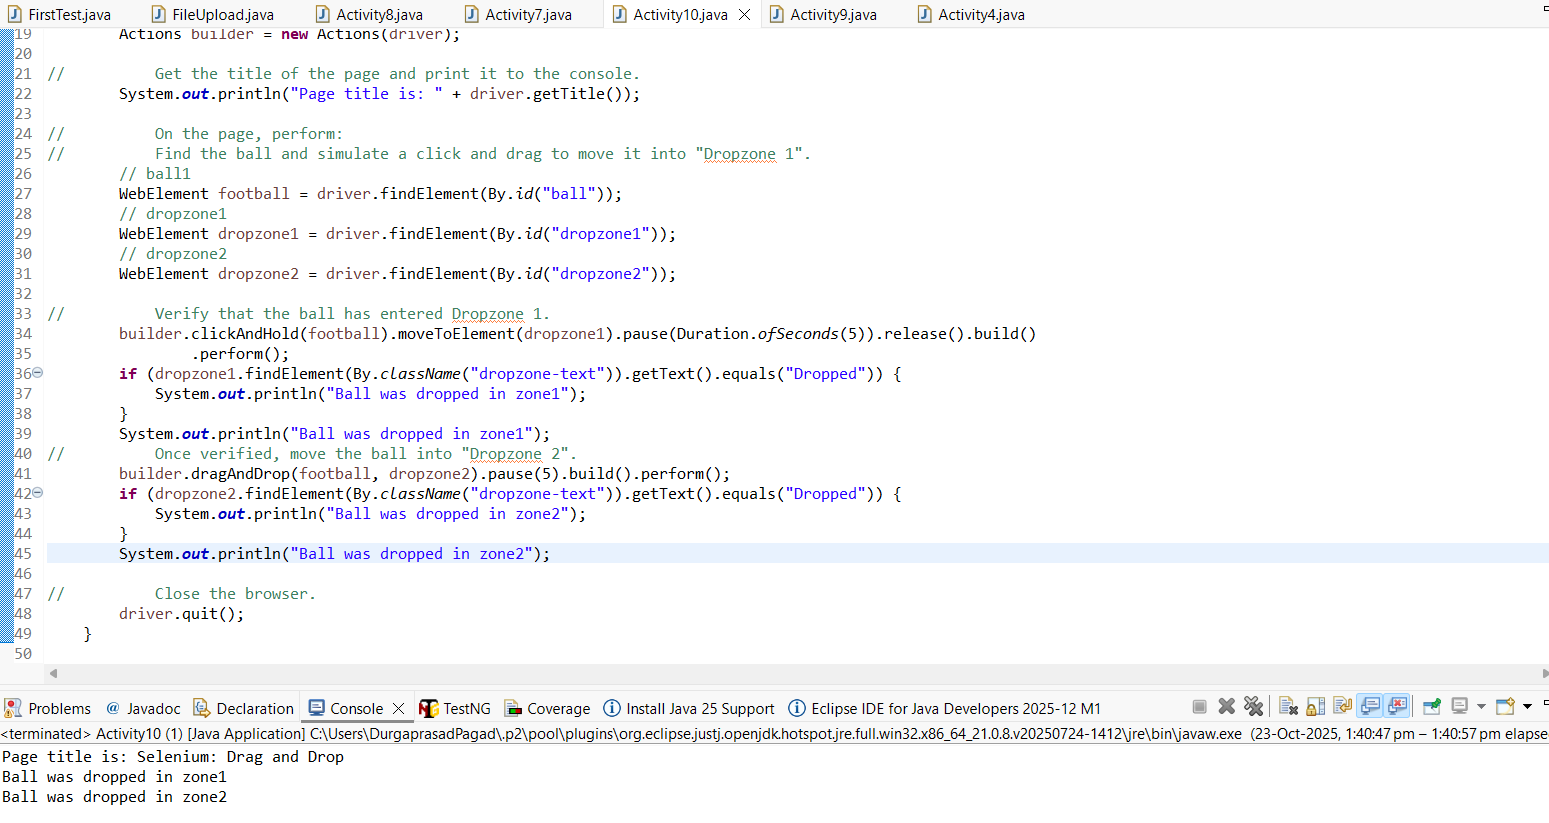 FirstTest.java FileUpload.java Activity8.java Activity7.java Activity10.java Activity9.java Activity4.java
19 Actions builder = new Actions(driver);
20
21 // Get the title of the page and print it to the console.
22 System.out.println("Page title is: " + driver.getTitle());
23
24 // On the page, perform:
25 // Find the ball and simulate a click and drag to move it into "Dropzone 1".
26 // ball1
27 WebElement football = driver.findElement(By.id("ball"));
28 // dropzone1
29 WebElement dropzone1 = driver.findElement(By.id("dropzone1"));
30 // dropzone2
31 WebElement dropzone2 = driver.findElement(By.id("dropzone2"));
32
33 // Verify that the ball has entered Dropzone 1.
34 builder.clickAndHold(football).moveToElement(dropzone1).pause(Duration.ofSeconds(5)).release().build()
35 .perform();
36 if (dropzone1.findElement(By.className("dropzone-text")).getText().equals("Dropped")) {
37 System.out.println("Ball was dropped in zone1");
38 }
39 System.out.println("Ball was dropped in zone1");
40 // Once verified, move the ball into "Dropzone 2".
41 builder.dragAndDrop(football, dropzone2).pause(5).build().perform();
42 if (dropzone2.findElement(By.className("dropzone-text")).getText().equals("Dropped")) {
43 System.out.println("Ball was dropped in zone2");
44 }
45 System.out.println("Ball was dropped in zone2");
46
47 // Close the browser.
48 driver.quit();
49 }
50
Problems @ Javadoc Declaration Console TestNG Coverage Install Java 25 Support Eclipse IDE for Java Developers 2025-12 M1
<terminated> Activity10 (1) [Java Application] C:\Users\DurgaprasadPagad\.p2\pool\plugins\org.eclipse.justj.openjdk.hotspot.jre.full.win32.x86_64_21.0.8.v20250724-1412\jre\bin\javaw.exe (23-Oct-2025, 1:40:47 pm – 1:40:57 pm elapse
Page title is: Selenium: Drag and Drop
Ball was dropped in zone1
Ball was dropped in zone2